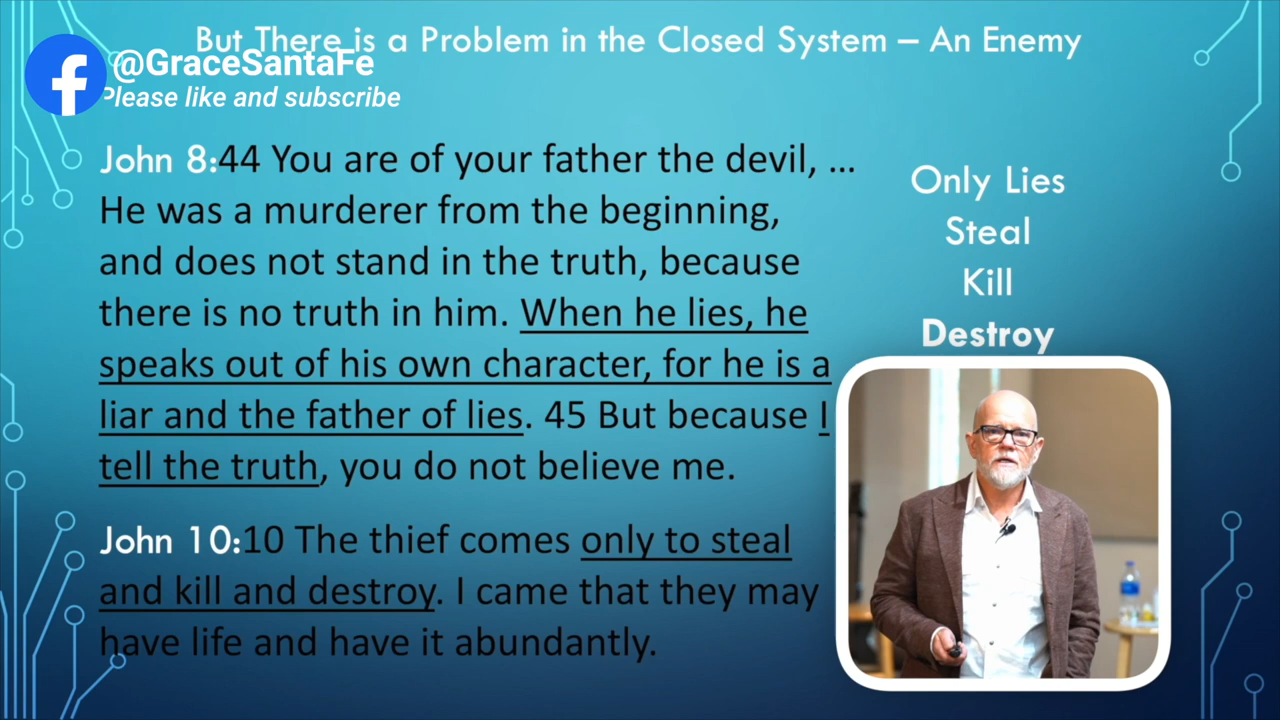 But There is a Problem in the Closed System – An Enemy
@GraceSantaFe
Please like and subscribe
John 8:44 You are of your father the devil, ...
He was a murderer from the beginning,
and does not stand in the truth, because
there is no truth in him. When he lies, he
speaks out of his own character, for he is a
liar and the father of lies. 45 But because I
tell the truth, you do not believe me.
John 10:10 The thief comes only to steal
and kill and destroy. I came that they may
have life and have it abundantly.
Only Lies
Steal
Kill
Destroy